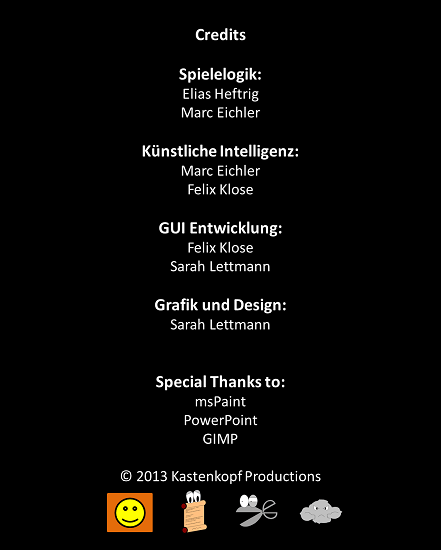 Credits
Spielelogik:
Elias Heftrig
Marc Eichler
Künstliche Intelligenz:
Marc Eichler
Felix Klose
GUI Entwicklung:
Felix Klose
Sarah Lettmann
Grafik und Design:
Sarah Lettmann
Special Thanks to:
msPaint
PowerPoint
GIMP
© 2013 Kastenkopf Productions